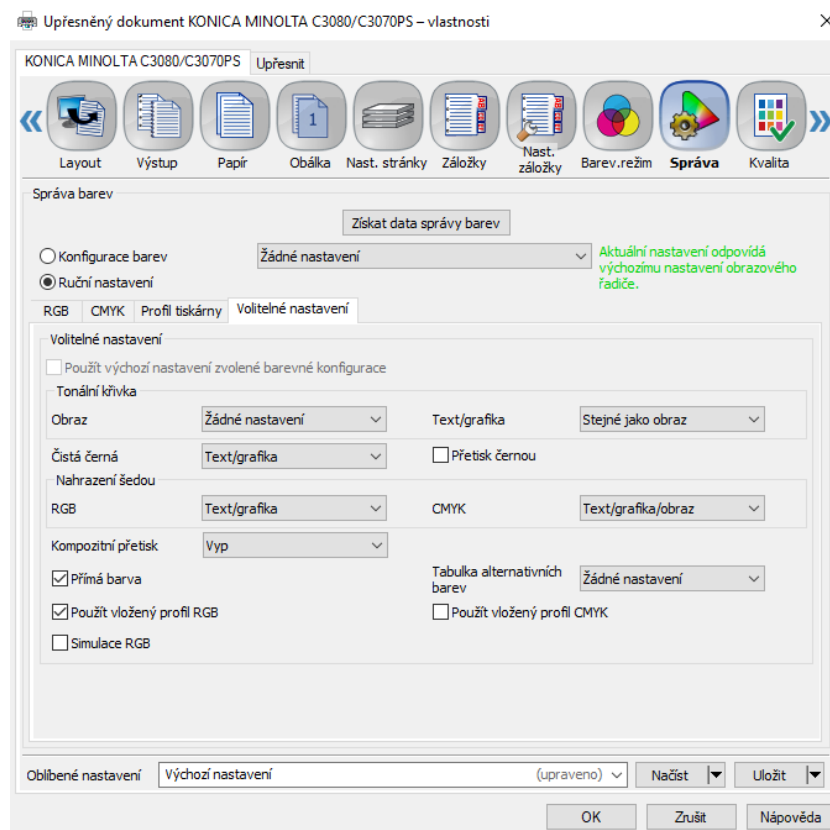 Upřesněný dokument KONICA MINOLTA C3080/C3070PS – vlastnosti
KONICA MINOLTA C3080/C3070PS Upřesnit
1
Layout Výstup Papír Obálka Nast. stránky Záložky Nast. záložky Barev.režim Správa Kvalita
Správa barev
Získat data správy barev
Konfigurace barev Žádné nastavení
Aktuální nastavení odpovídá
výchozímu nastavení obrazového
řadiče.
Ruční nastavení
RGB CMYK Profil tiskárny Volitelné nastavení
Volitelné nastavení
Použít výchozí nastavení zvolené barevné konfigurace
Tonální křivka
Obraz Žádné nastavení Text/grafika Stejné jako obraz
Čistá černá Text/grafika Přetisk černou
Nahrazení šedou
RGB Text/grafika CMYK Text/grafika/obraz
Kompozitní přetisk Vyp
Přímá barva Tabulka alternativních
barev Žádné nastavení
Použít vložený profil RGB Použít vložený profil CMYK
Simulace RGB
Oblíbené nastavení Výchozí nastavení (upraveno) Načíst Uložit
OK Zrušit Nápověda